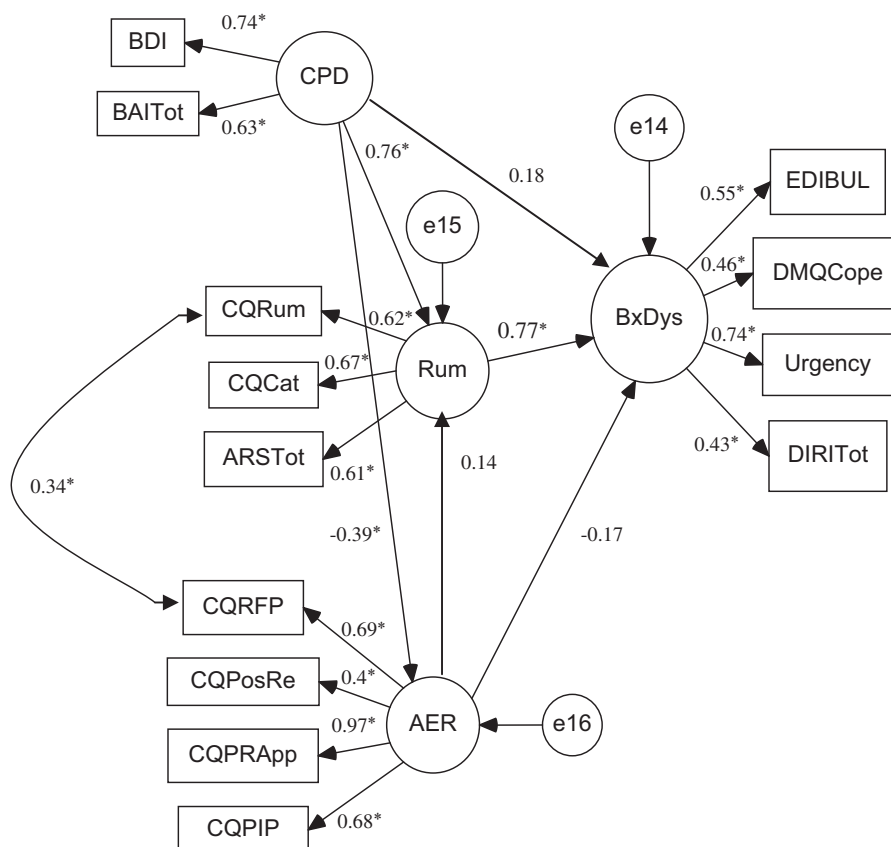 BDI
0.74*
CPD
BAITot
0.63*
0.76*
0.18
e14
EDIBUL
0.55*
e15
DMQCope
0.46*
CQRum
0.62*
BxDys
0.77*
0.74*
Urgency
CQCat
0.67*
Rum
ARSTot
0.61*
0.14
0.43*
DIRITot
0.34*
-0.39*
-0.17
CQRFP
0.69*
CQPosRe
0.4*
AER
e16
CQPRApp
0.97*
CQPIP
0.68*